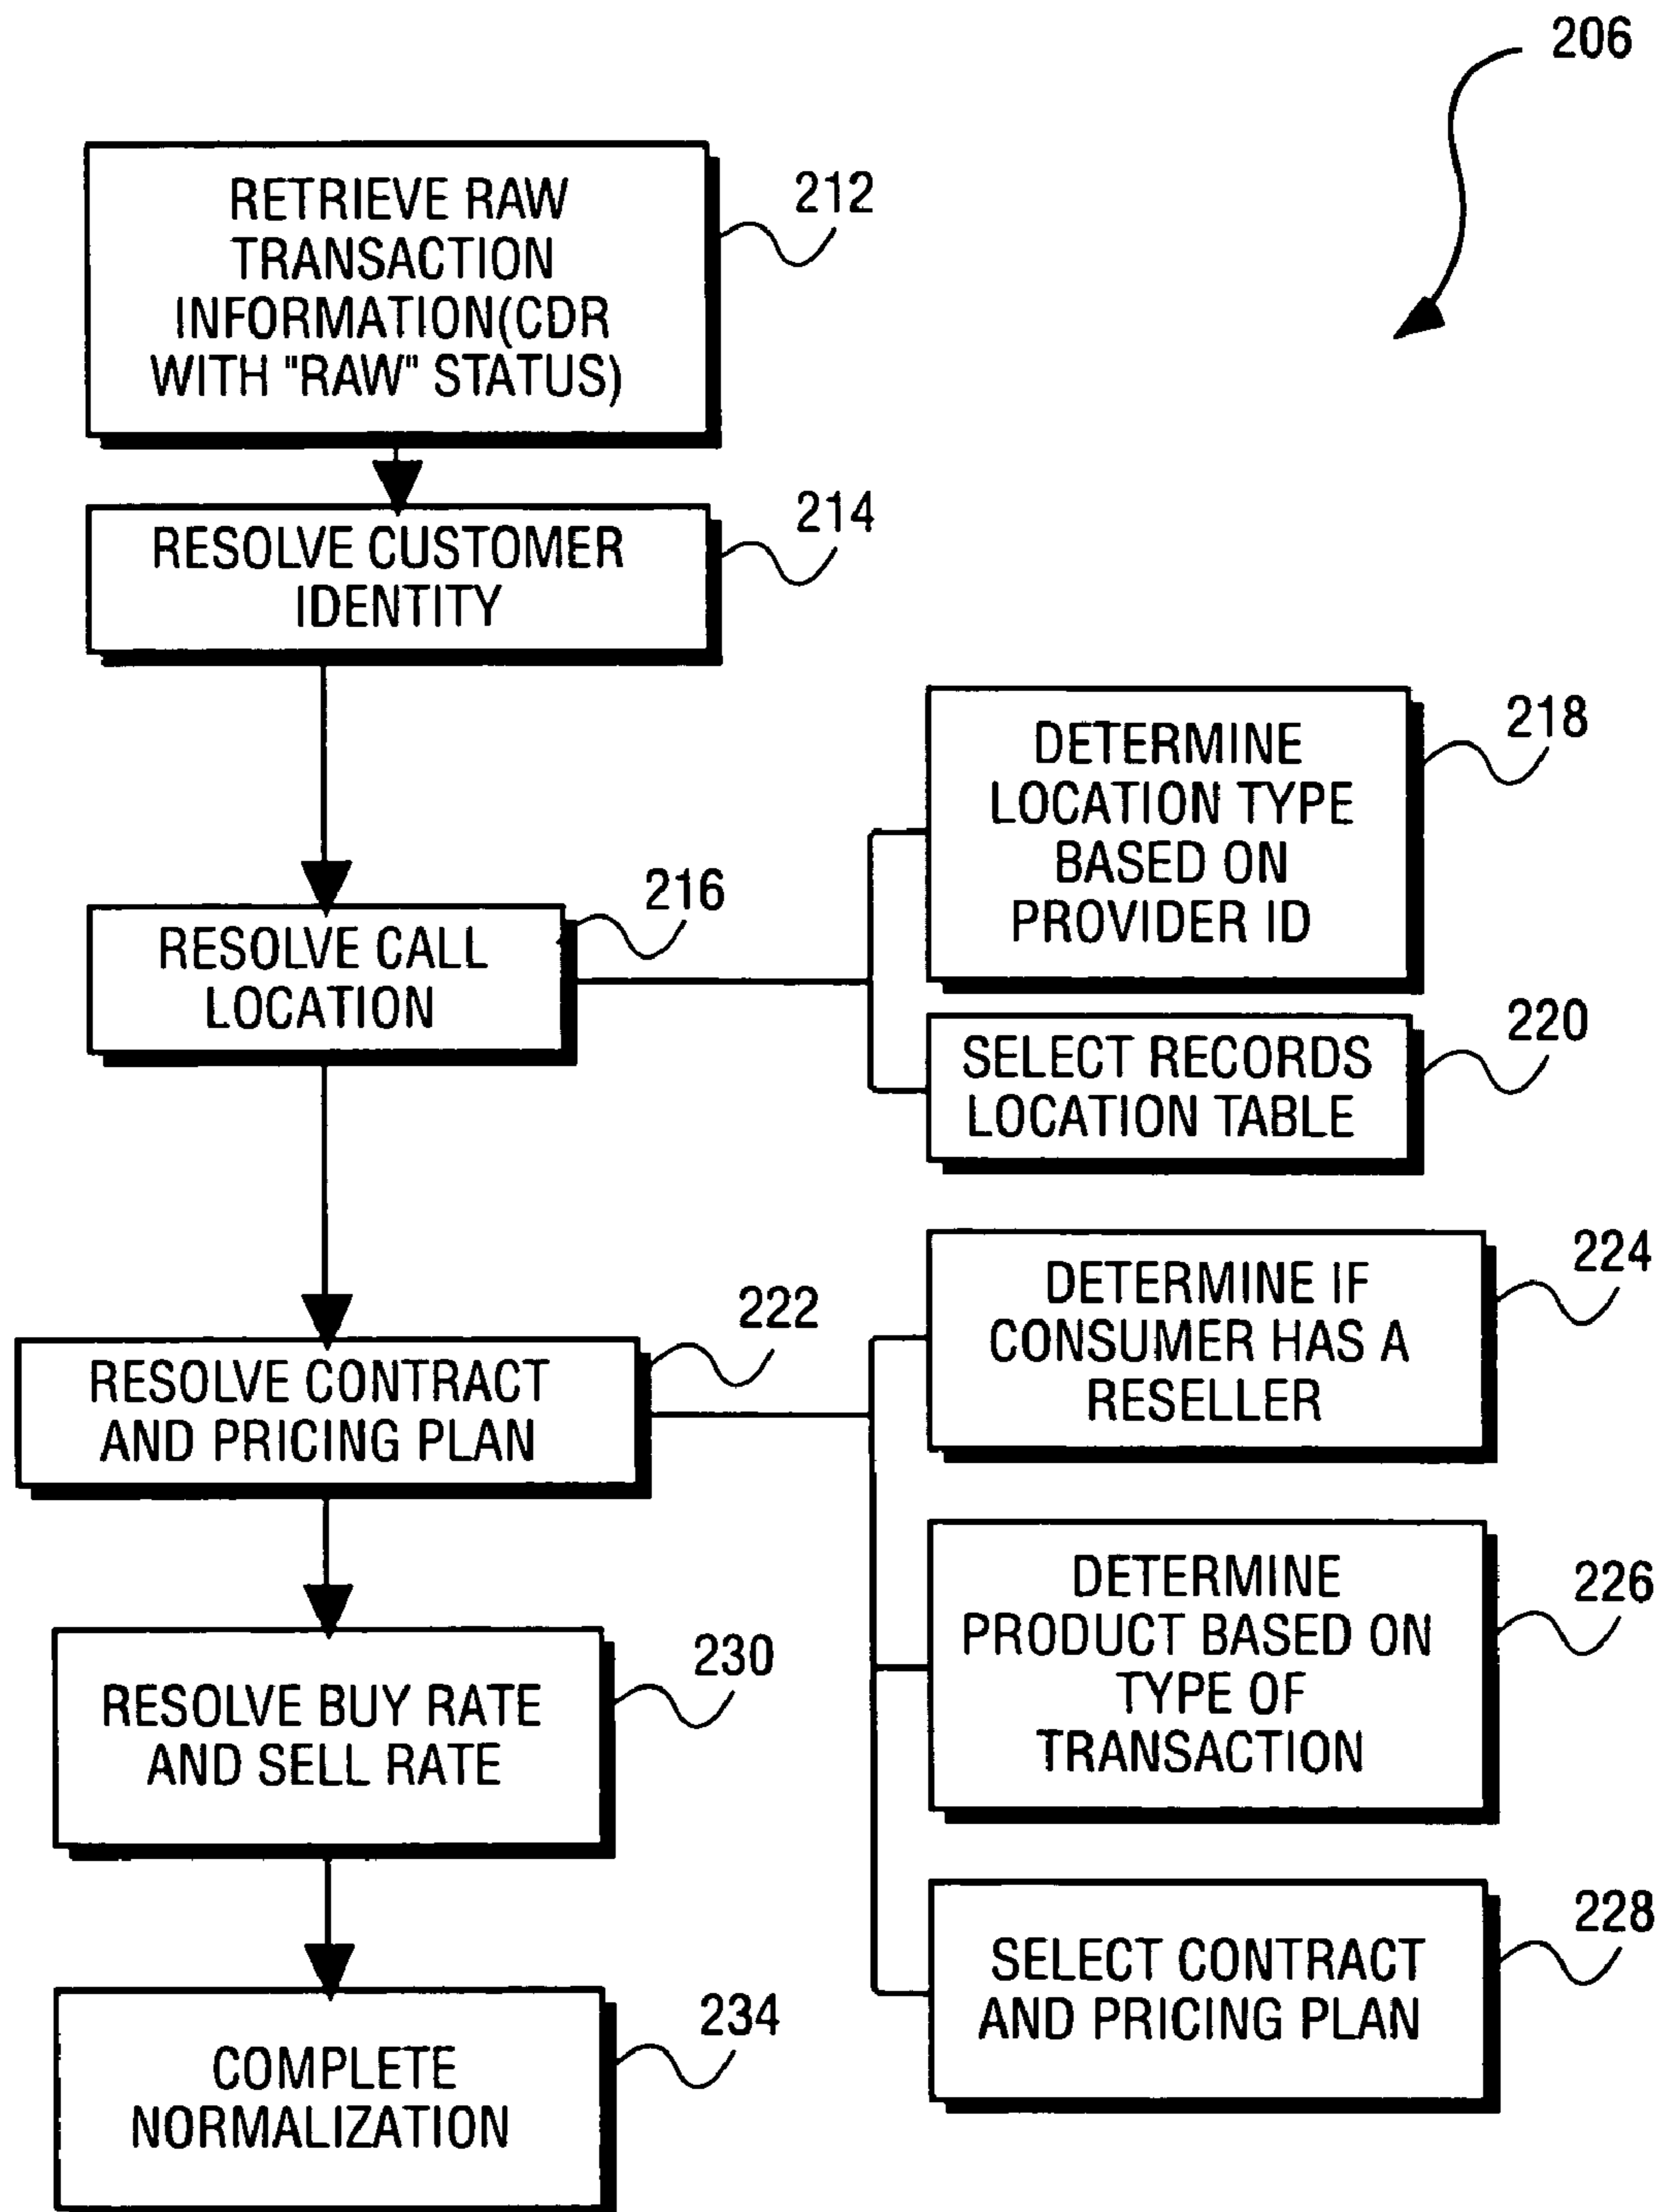 206
RETRIEVE RAW
TRANSACTION
INFORMATION(CDR
WITH "RAW" STATUS)
212
RESOLVE CUSTOMER
IDENTITY
214
RESOLVE CALL
LOCATION
216
DETERMINE
LOCATION TYPE
BASED ON
PROVIDER ID
218
SELECT RECORDS
LOCATION TABLE
220
RESOLVE CONTRACT
AND PRICING PLAN
222
DETERMINE IF
CONSUMER HAS A
RESELLER
224
DETERMINE
PRODUCT BASED ON
TYPE OF
TRANSACTION
226
SELECT CONTRACT
AND PRICING PLAN
228
RESOLVE BUY RATE
AND SELL RATE
230
COMPLETE
NORMALIZATION
234